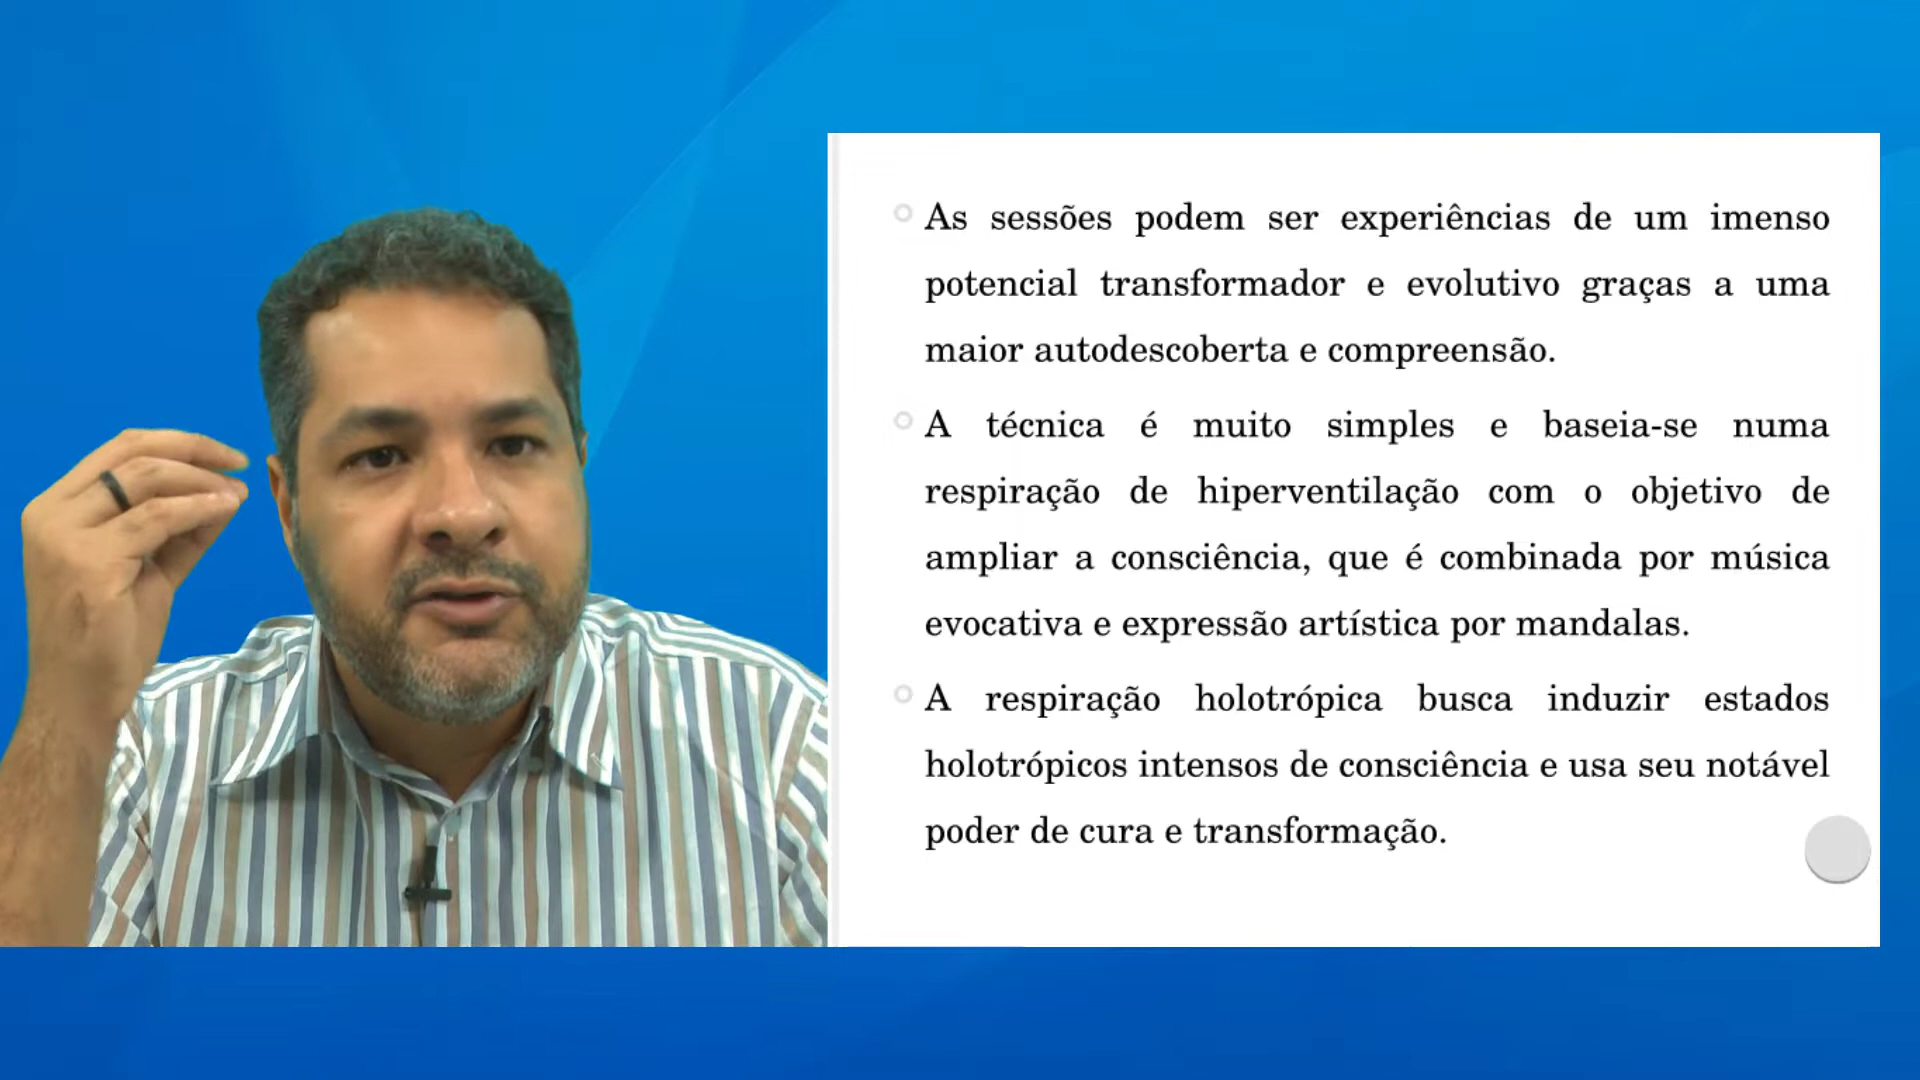 As sessões podem ser experiências de um imenso
potencial transformador e evolutivo graças a uma
maior autodescoberta e compreensão.
A técnica é muito simples e baseia-se numa
respiração de hiperventilação com o objetivo de
ampliar a consciência, que é combinada por música
evocativa e expressão artística por mandalas.
A respiração holotrópica busca induzir estados
holotrópicos intensos de consciência e usa seu notável
poder de cura e transformação.